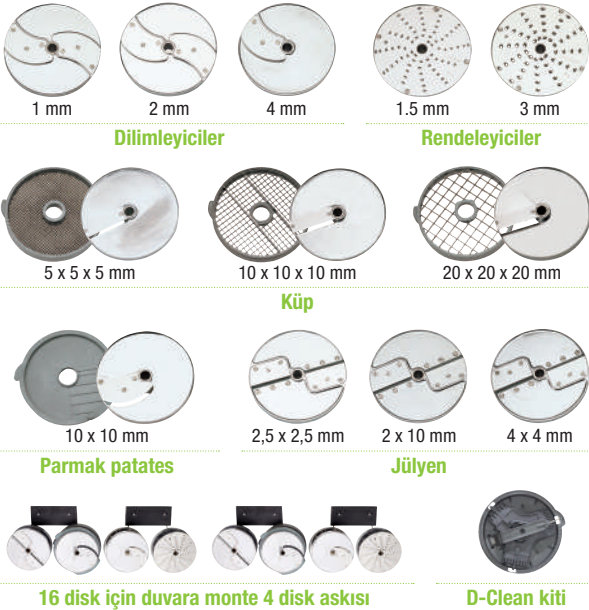 1 mm 2 mm 4 mm 1.5 mm 3 mm
Dilimleyiciler Rendeleyiciler
5 x 5 x 5 mm 10 x 10 x 10 mm 20 x 20 x 20 mm
Küp
10 x 10 mm 2,5 x 2,5 mm 2 x 10 mm 4 x 4 mm
Parmak patates Jülyen
16 disk için duvara monte 4 disk askısı D-Clean kiti